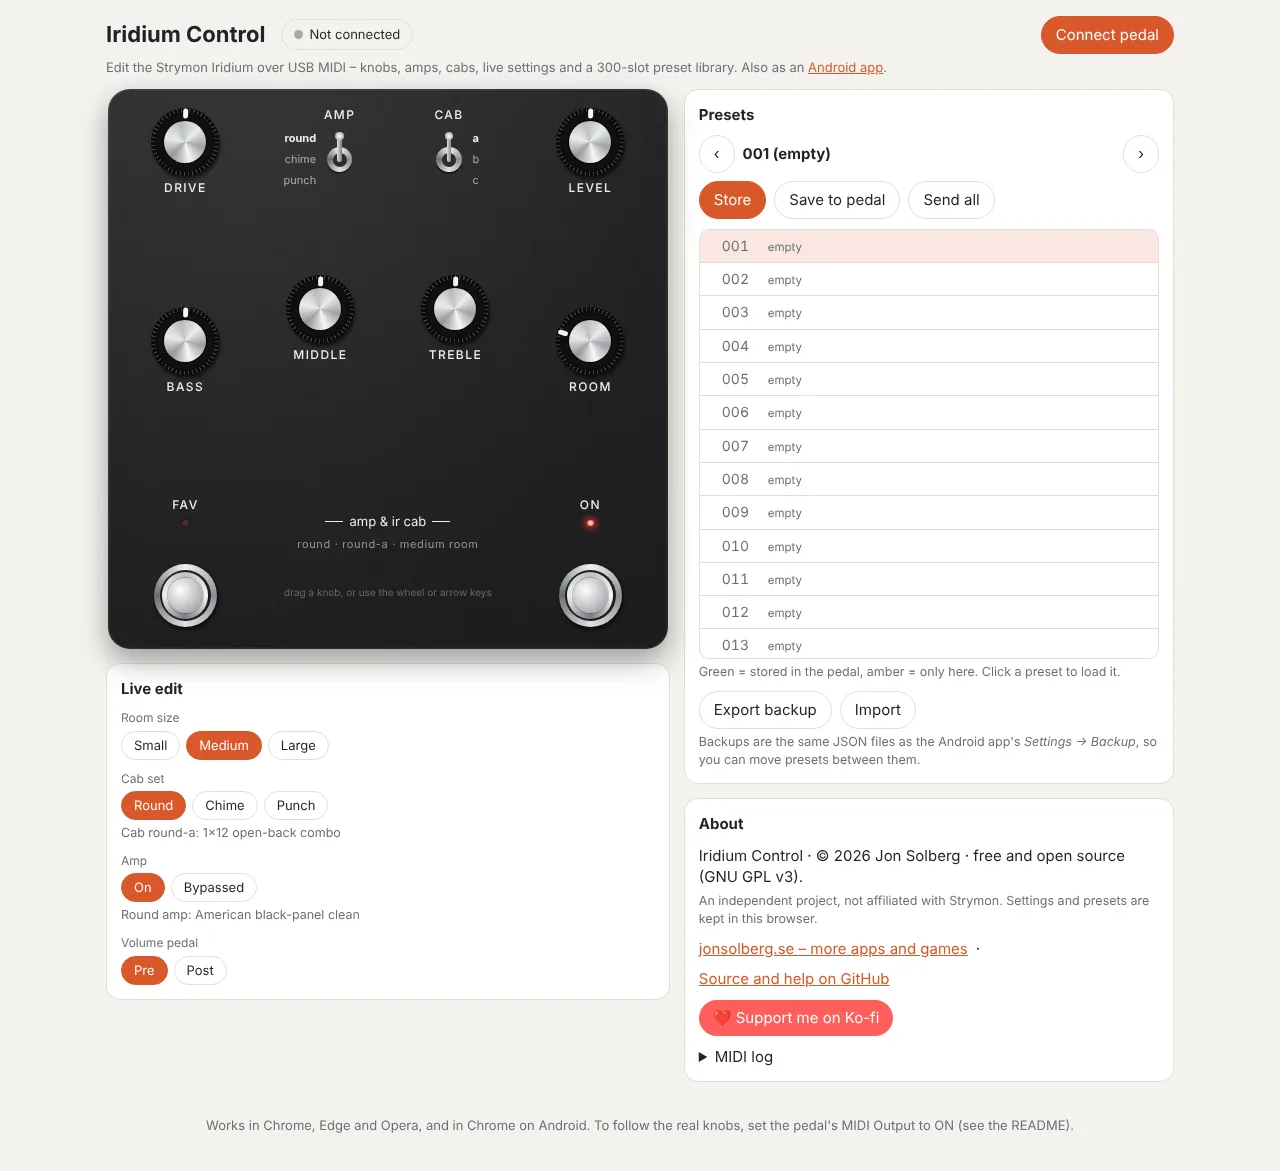 Iridium Control
Not connected
Connect pedal
Edit the Strymon Iridium over USB MIDI – knobs, amps, cabs, live settings and a 300-slot preset library. Also as an Android app.
AMP
CAB
round
chime
punch
a
b
c
DRIVE
LEVEL
MIDDLE
TREBLE
BASS
ROOM
FAV
ON
amp & ir cab
round · round-a · medium room
drag a knob, or use the wheel or arrow keys
Live edit
Room size
Small
Medium
Large
Cab set
Round
Chime
Punch
Cab round-a: 1×12 open-back combo
Amp
On
Bypassed
Round amp: American black-panel clean
Volume pedal
Pre
Post
Presets
‹
001 (empty)
›
Store
Save to pedal
Send all
001 empty
002 empty
003 empty
004 empty
005 empty
006 empty
007 empty
008 empty
009 empty
010 empty
011 empty
012 empty
013 empty
Green = stored in the pedal, amber = only here. Click a preset to load it.
Export backup
Import
Backups are the same JSON files as the Android app's Settings → Backup, so
you can move presets between them.
About
Iridium Control · © 2026 Jon Solberg · free and open source
(GNU GPL v3).
An independent project, not affiliated with Strymon. Settings and presets are
kept in this browser.
jonsolberg.se – more apps and games ·
Source and help on GitHub
❤️ Support me on Ko-fi
MIDI log
Works in Chrome, Edge and Opera, and in Chrome on Android. To follow the real knobs, set the pedal's MIDI Output to ON (see the README).